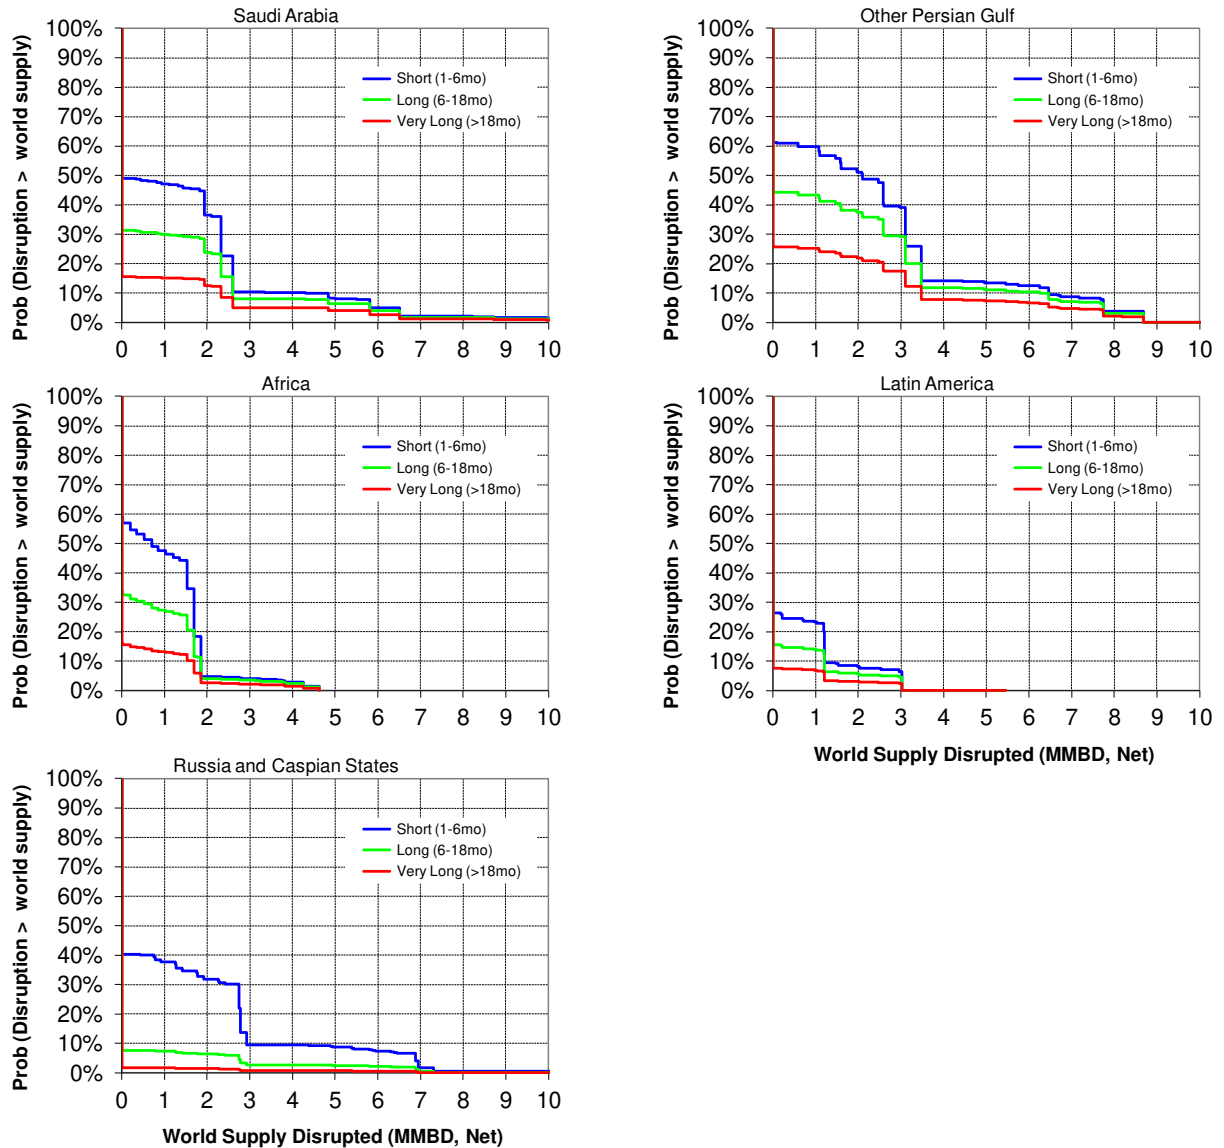 Saudi Arabia
Prob (Disruption > world supply)
100%
90%
80%
70%
60%
50%
40%
30%
20%
10%
0%
Short (1-6mo)
Long (6-18mo)
Very Long (>18mo)
0 1 2 3 4 5 6 7 8 9 10
Other Persian Gulf
Prob (Disruption > world supply)
100%
90%
80%
70%
60%
50%
40%
30%
20%
10%
0%
Short (1-6mo)
Long (6-18mo)
Very Long (>18mo)
0 1 2 3 4 5 6 7 8 9 10
Africa
Prob (Disruption > world supply)
100%
90%
80%
70%
60%
50%
40%
30%
20%
10%
0%
Short (1-6mo)
Long (6-18mo)
Very Long (>18mo)
0 1 2 3 4 5 6 7 8 9 10
Latin America
Prob (Disruption > world supply)
100%
90%
80%
70%
60%
50%
40%
30%
20%
10%
0%
Short (1-6mo)
Long (6-18mo)
Very Long (>18mo)
0 1 2 3 4 5 6 7 8 9 10
World Supply Disrupted (MMBD, Net)
Russia and Caspian States
Prob (Disruption > world supply)
100%
90%
80%
70%
60%
50%
40%
30%
20%
10%
0%
Short (1-6mo)
Long (6-18mo)
Very Long (>18mo)
0 1 2 3 4 5 6 7 8 9 10
World Supply Disrupted (MMBD, Net)